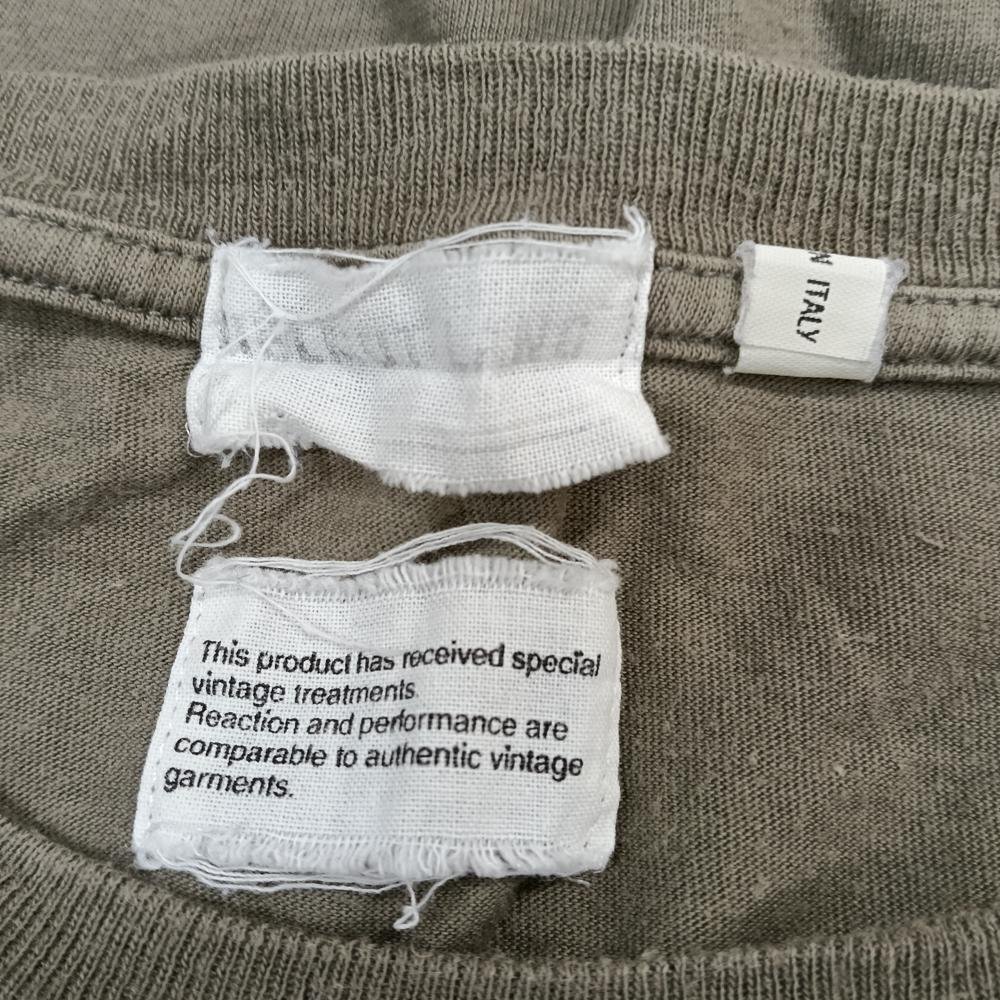 N ITALY
This product has received special
vintage treatments.
Reaction and performance are
comparable to authentic vintage
garments.